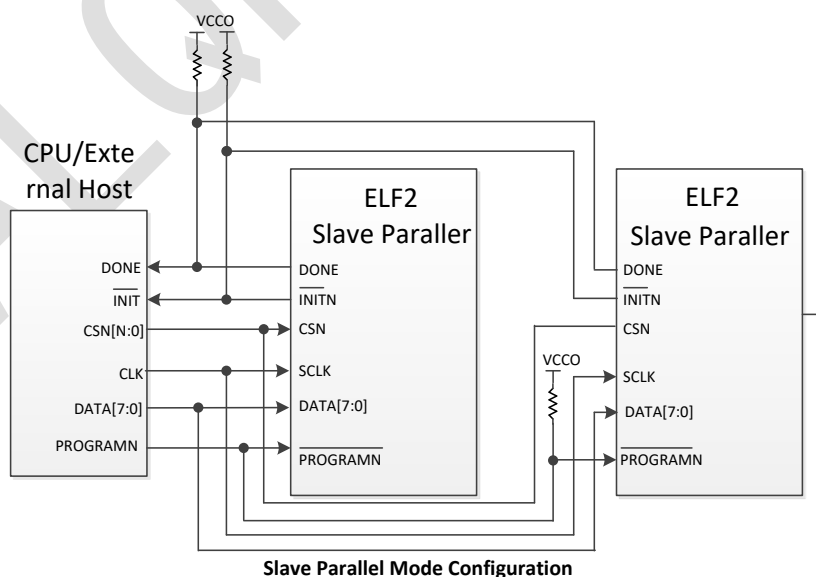 VCCO
CPU/Exte
rnal Host
DONE
INIT
CSN[N:0]
CLK
DATA[7:0]
PROGRAMN
ELF2
Slave Paraller
DONE
INITN
CSN
SCLK
DATA[7:0]
PROGRAMN
VCCO
ELF2
Slave Paraller
DONE
INITN
CSN
SCLK
DATA[7:0]
PROGRAMN
Slave Parallel Mode Configuration